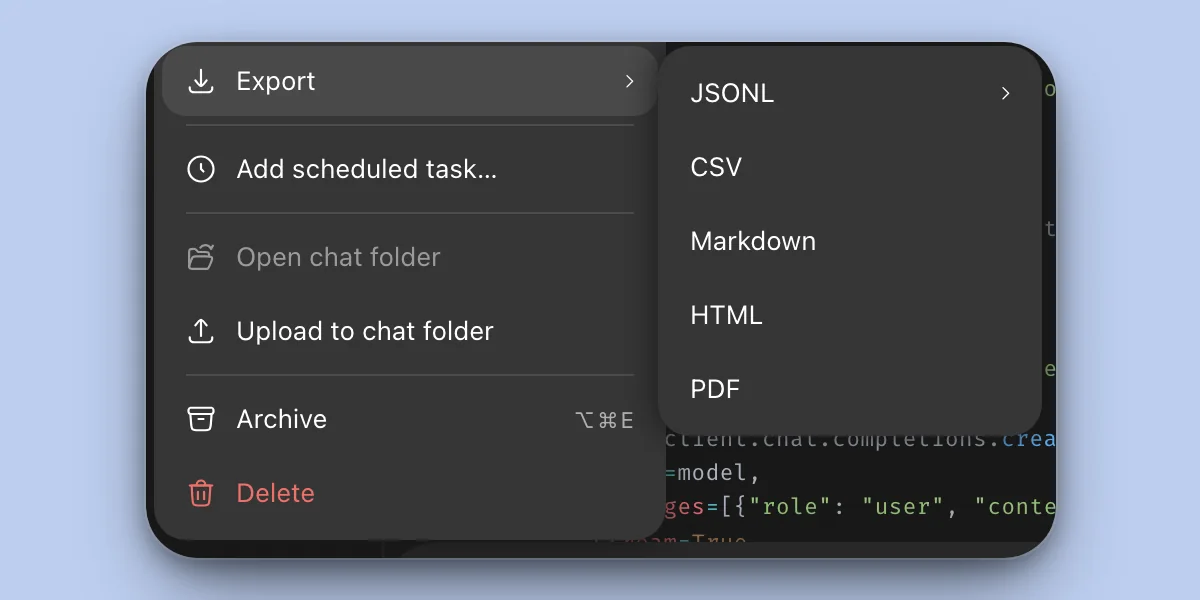 Export
Add scheduled task...
Open chat folder
Upload to chat folder
Archive ⌥⌘E
Delete
JSONL
CSV
Markdown
HTML
PDF
client.chat.completions.crea
=model,
ges=[{"role": "user", "conte
=True